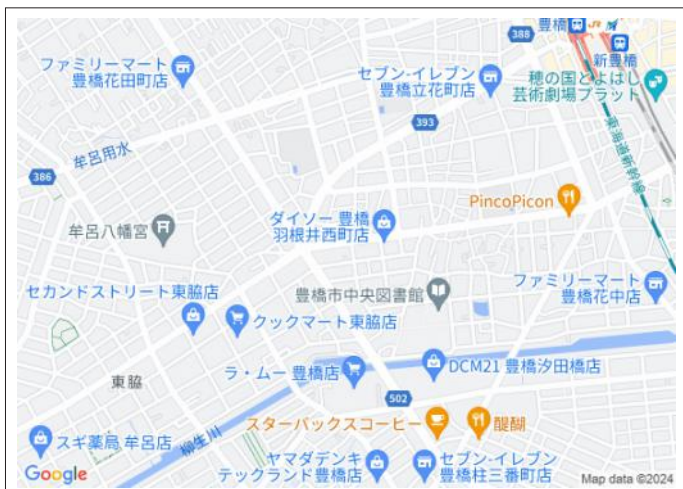 豊橋
388
新豊橋
ファミリーマート
豊橋花田町店
セブン-イレブン
豊橋立花町店
穂の国とよはし
芸術劇場プラット
393
牟呂用水
386
PincoPicon
牟呂八幡宮
ダイソー 豊橋
羽根井西町店
ファミリーマート
豊橋花中店
豊橋市中央図書館
セカンドストリート東脇店
クックマート東脇店
東脇
ラ・ムー 豊橋店
DCM21 豊橋汐田橋店
502
スターバックスコーヒー
醍醐
スギ薬局 牟呂店
柳生川
ヤマダデンキ
テックランド豊橋店
セブン-イレブン
豊橋柱三番町店
Google
Map data ©2024